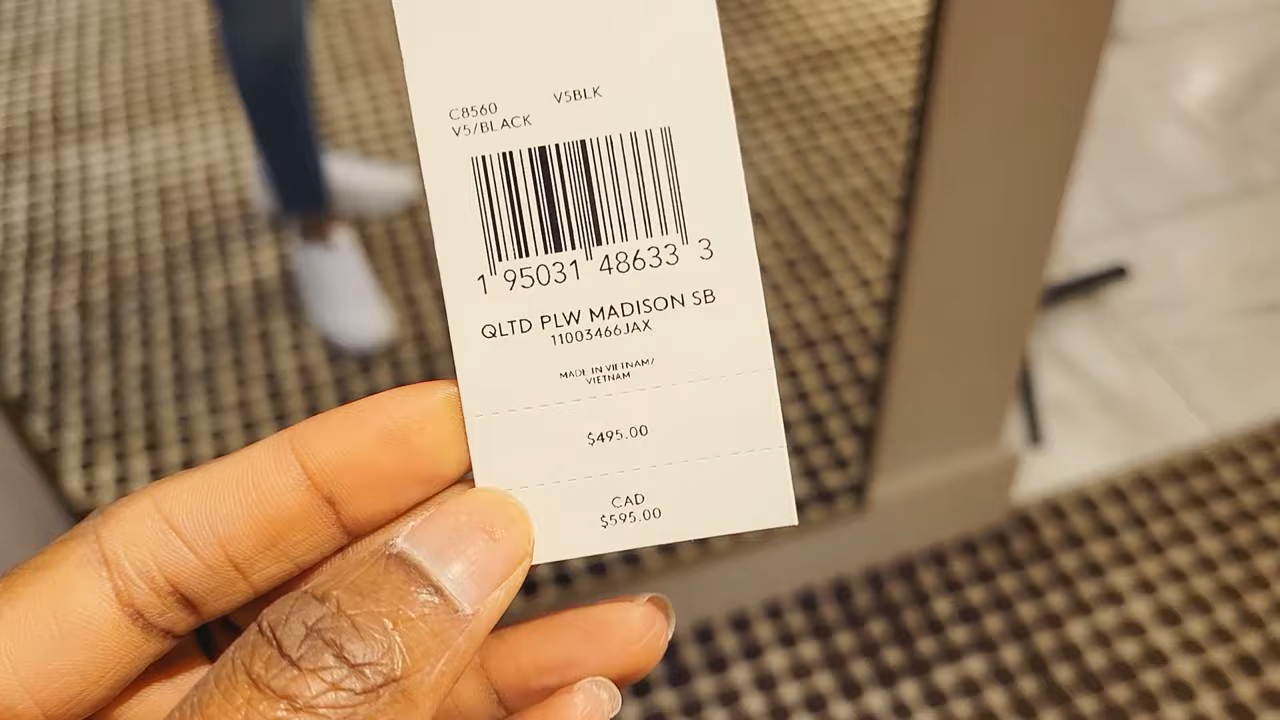 C8560 V5BLK
V5/BLACK
1 95031 48633 3
QLTD PLW MADISON SB
11003466JAX
MADE IN VIETNAM/
VIETNAM
$495.00
CAD
$595.00